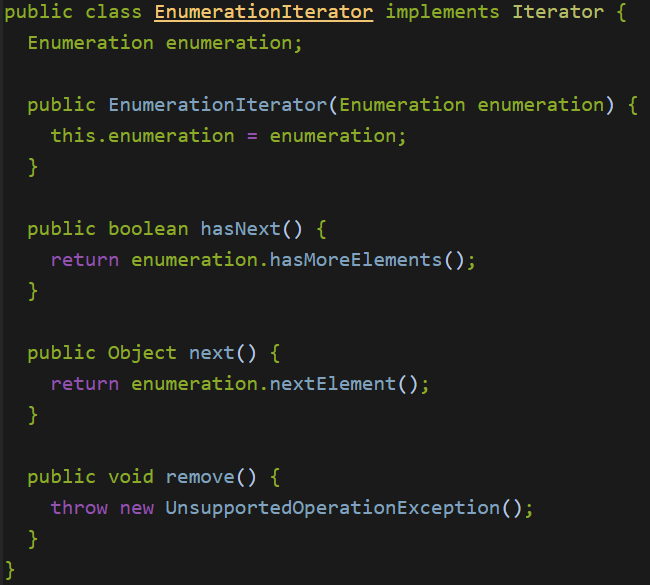 public class EnumerationIterator implements Iterator {
  Enumeration enumeration;

  public EnumerationIterator(Enumeration enumeration) {
    this.enumeration = enumeration;
  }

  public boolean hasNext() {
    return enumeration.hasMoreElements();
  }

  public Object next() {
    return enumeration.nextElement();
  }

  public void remove() {
    throw new UnsupportedOperationException();
  }
}